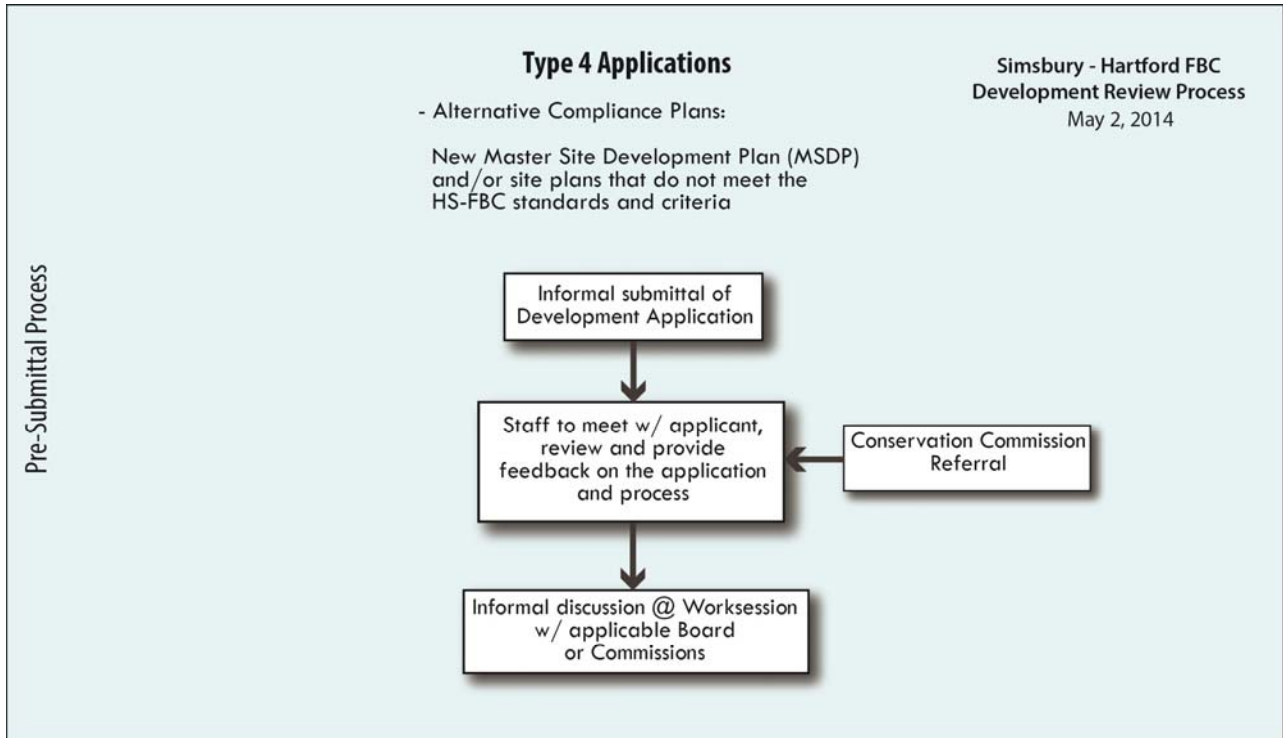 Type 4 Applications
Simsbury - Hartford FBC
Development Review Process
May 2, 2014
- Alternative Compliance Plans:
New Master Site Development Plan (MSDP)
and/or site plans that do not meet the
HS-FBC standards and criteria
Pre-Submittal Process
Informal submittal of
Development Application
Staff to meet w/ applicant,
review and provide
feedback on the application
and process
Conservation Commission
Referral
Informal discussion @ Worksession
w/ applicable Board
or Commissions